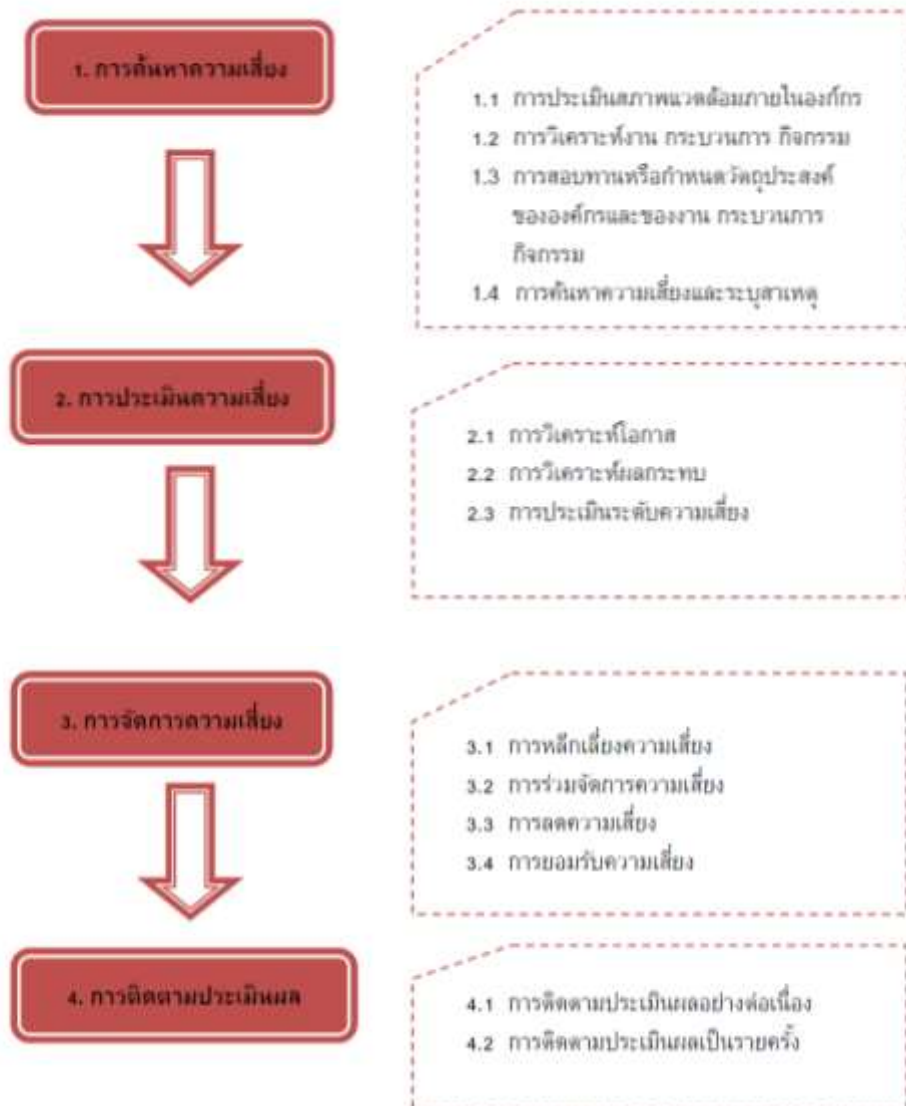 1. การค้นหาความเสี่ยง
1.1 การประเมินสภาพแวดล้อมภายในองค์กร
1.2 การวิเคราะห์งาน กระบวนการ กิจกรรม
1.3 การสอบทานหรือกำหนดวัตถุประสงค์
ขององค์กรและของงาน กระบวนการ
กิจกรรม
1.4 การค้นหาความเสี่ยงและระบุสาเหตุ
2. การประเมินความเสี่ยง
2.1 การวิเคราะห์โอกาส
2.2 การวิเคราะห์ผลกระทบ
2.3 การประเมินระดับความเสี่ยง
3. การจัดการความเสี่ยง
3.1 การหลีกเลี่ยงความเสี่ยง
3.2 การร่วมจัดการความเสี่ยง
3.3 การลดความเสี่ยง
3.4 การยอมรับความเสี่ยง
4. การติดตามประเมินผล
4.1 การติดตามประเมินผลอย่างต่อเนื่อง
4.2 การติดตามประเมินผลเป็นรายครั้ง